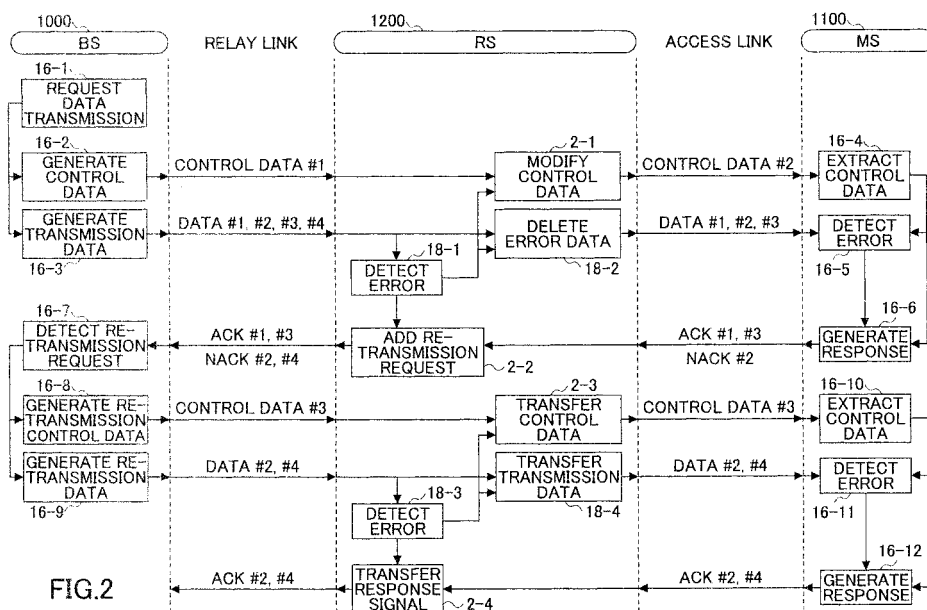 1000
1200
1100
BS
RELAY LINK
RS
ACCESS LINK
MS
16-1
REQUEST
DATA
TRANSMISSION
16-2
GENERATE
CONTROL
DATA
CONTROL DATA #1
2-1
MODIFY
CONTROL
DATA
CONTROL DATA #2
16-4
EXTRACT
CONTROL
DATA
GENERATE
TRANSMISSION
DATA
16-3
DATA #1, #2, #3, #4
18-1
DETECT
ERROR
DELETE
ERROR DATA
18-2
DATA #1, #2, #3
DETECT
ERROR
16-5
16-7
DETECT RE-
TRANSMISSION
REQUEST
ACK #1, #3
NACK #2, #4
ADD RE-
TRANSMISSION
REQUEST
2-2
ACK #1, #3
NACK #2
16-6
GENERATE
RESPONSE
16-8
GENERATE RE-
TRANSMISSION
CONTROL DATA
CONTROL DATA #3
2-3
TRANSFER
CONTROL
DATA
CONTROL DATA #3
16-10
EXTRACT
CONTROL
DATA
GENERATE RE-
TRANSMISSION
DATA
16-9
DATA #2, #4
18-3
DETECT
ERROR
TRANSFER
TRANSMISSION
DATA
18-4
DATA #2, #4
DETECT
ERROR
16-11
FIG.2
ACK #2, #4
TRANSFER
RESPONSE
SIGNAL
2-4
ACK #2, #4
16-12
GENERATE
RESPONSE